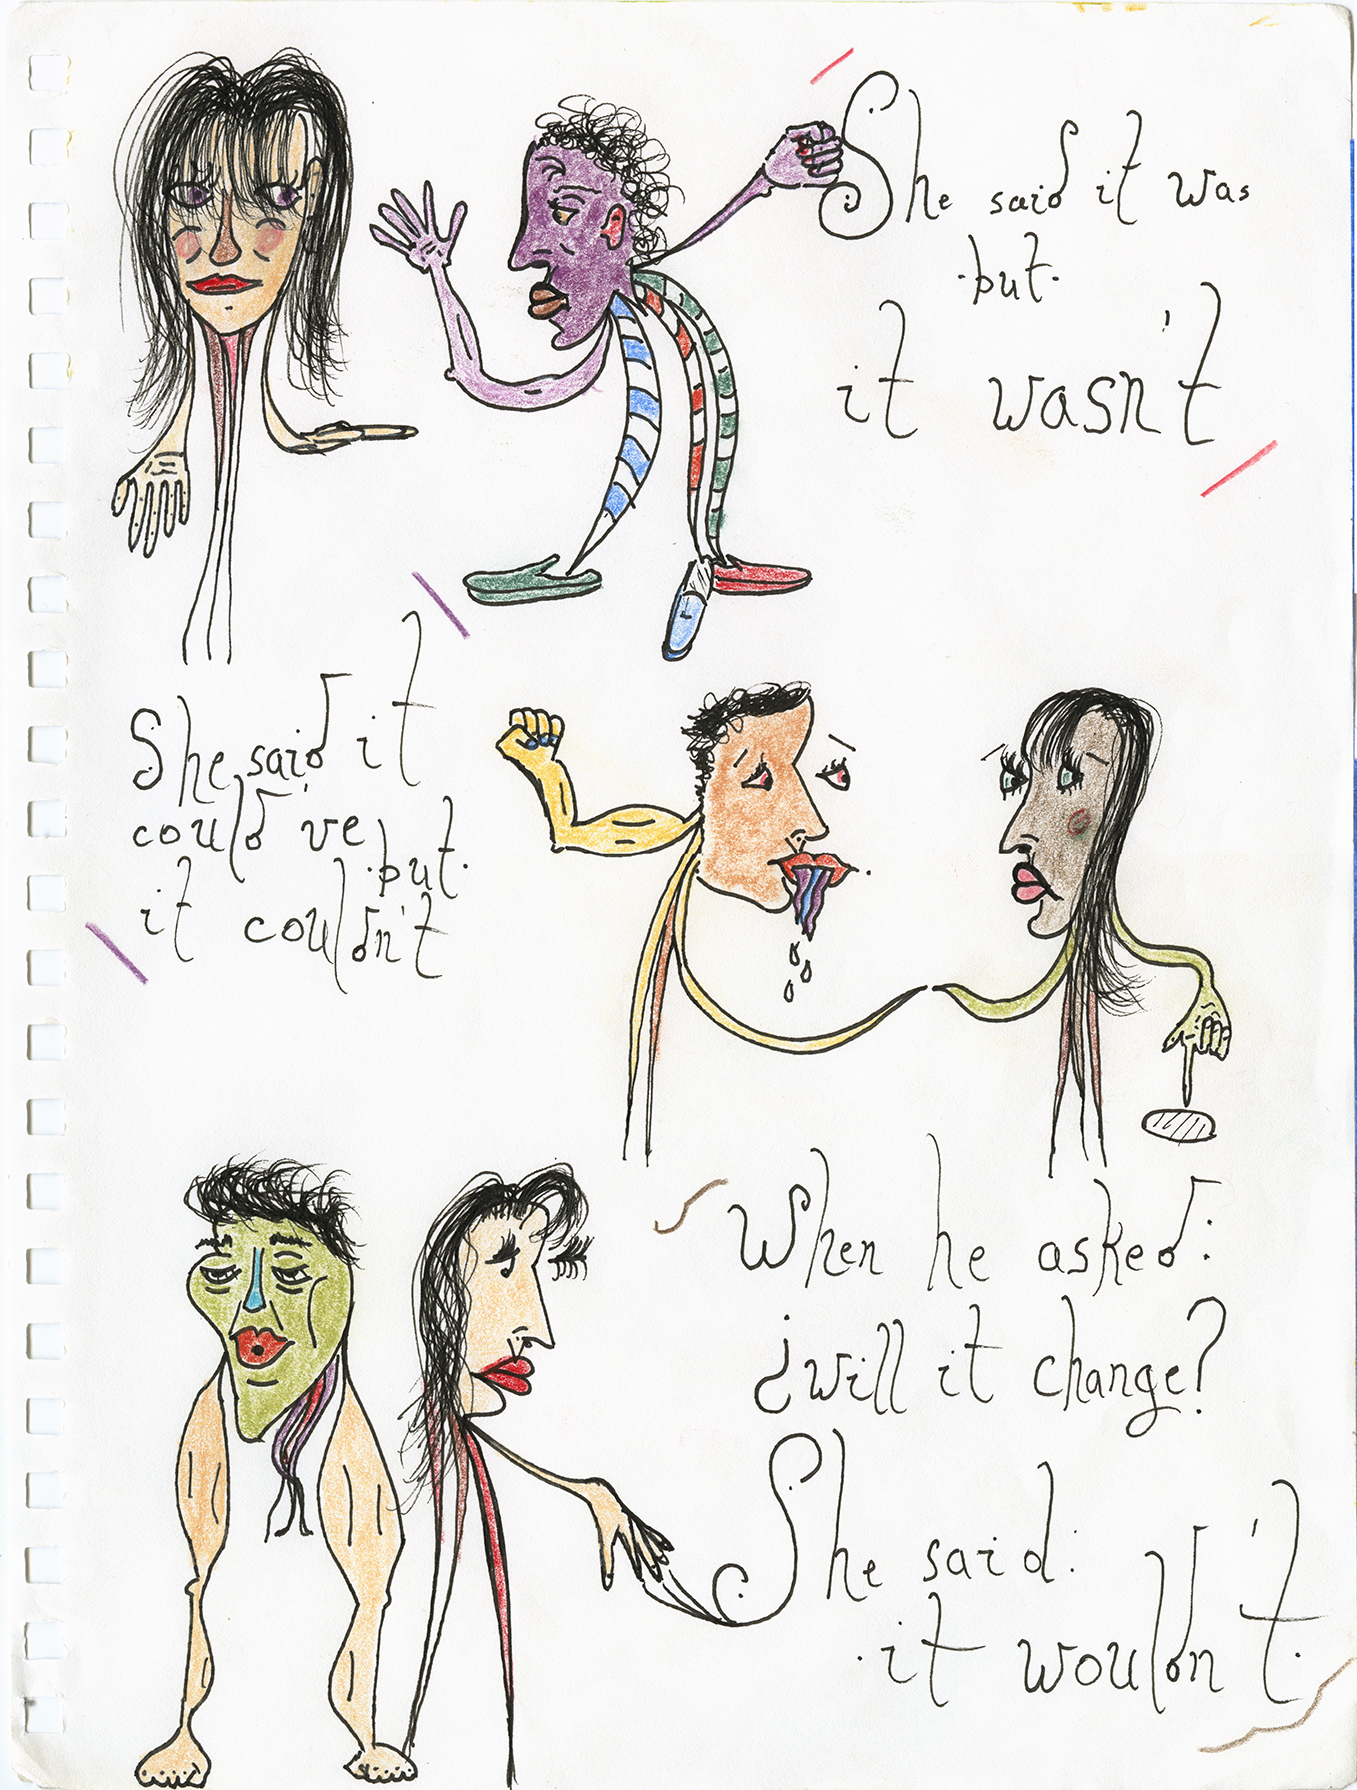 She said it was
·but·
it wasn't
She said it
could've
·but·
it couldn't
When he asked:
¿will it change?
She said:
·it wouldn't·